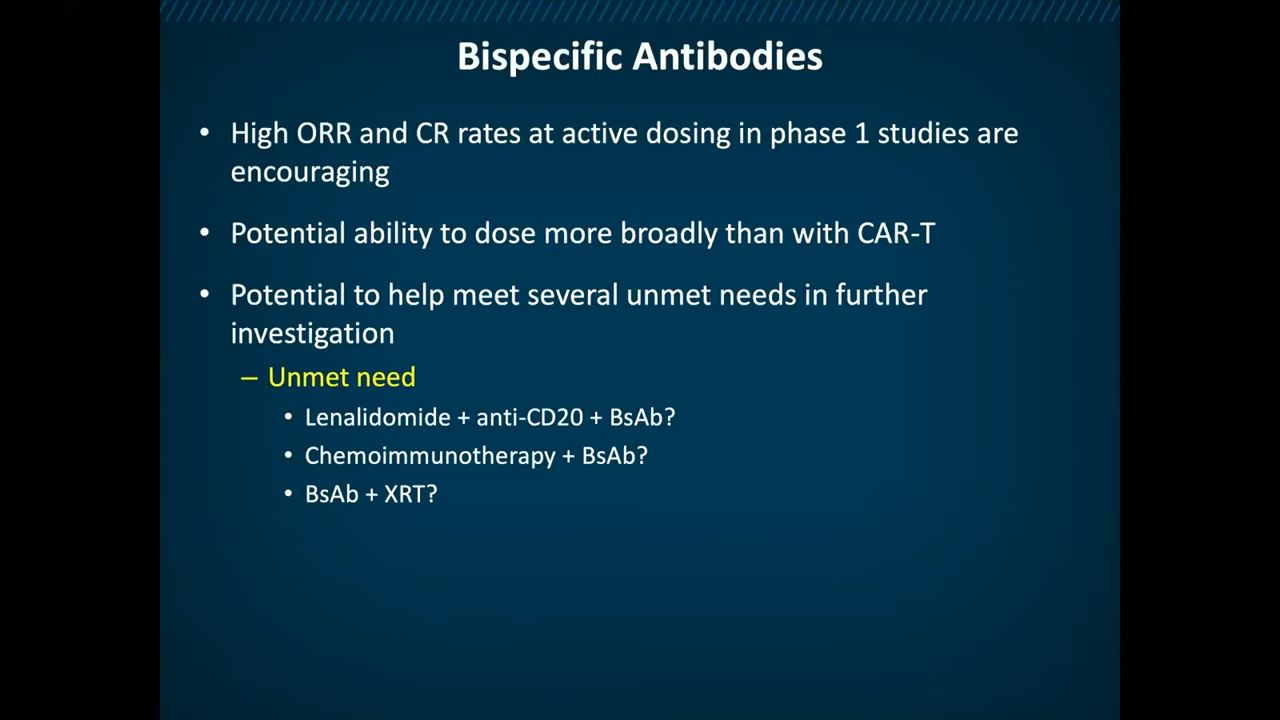 Bispecific Antibodies
• High ORR and CR rates at active dosing in phase 1 studies are
encouraging
• Potential ability to dose more broadly than with CAR-T
• Potential to help meet several unmet needs in further
investigation
– Unmet need
• Lenalidomide + anti-CD20 + BsAb?
• Chemoimmunotherapy + BsAb?
• BsAb + XRT?